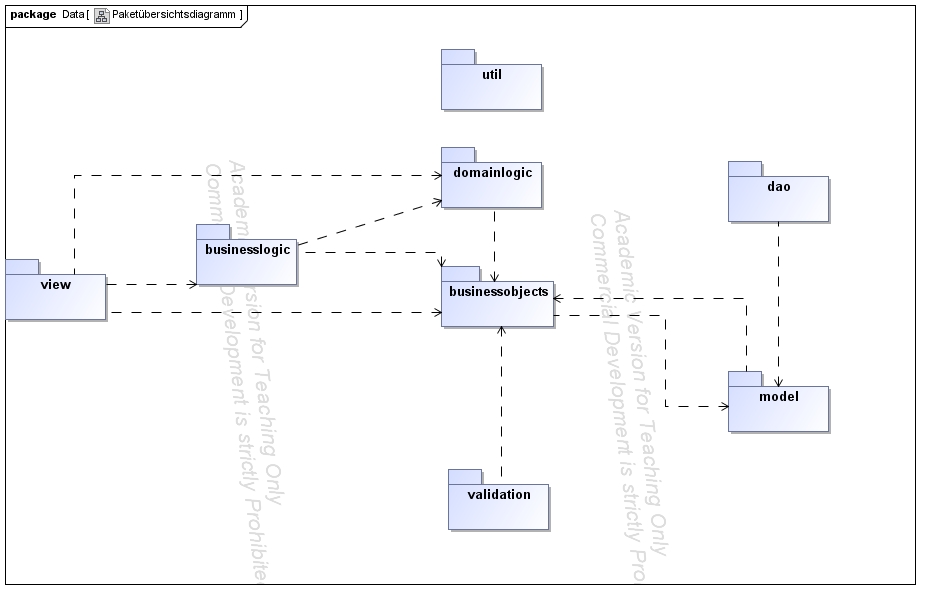 package Data[ Paketübersichtsdiagramm ]
util
domainlogic
dao
businesslogic
view
businessobjects
model
validation
Academic Version for Teaching Only
Commercial Development is strictly Prohibited
Academic Version for Teaching Only
Commercial Development is strictly Pro